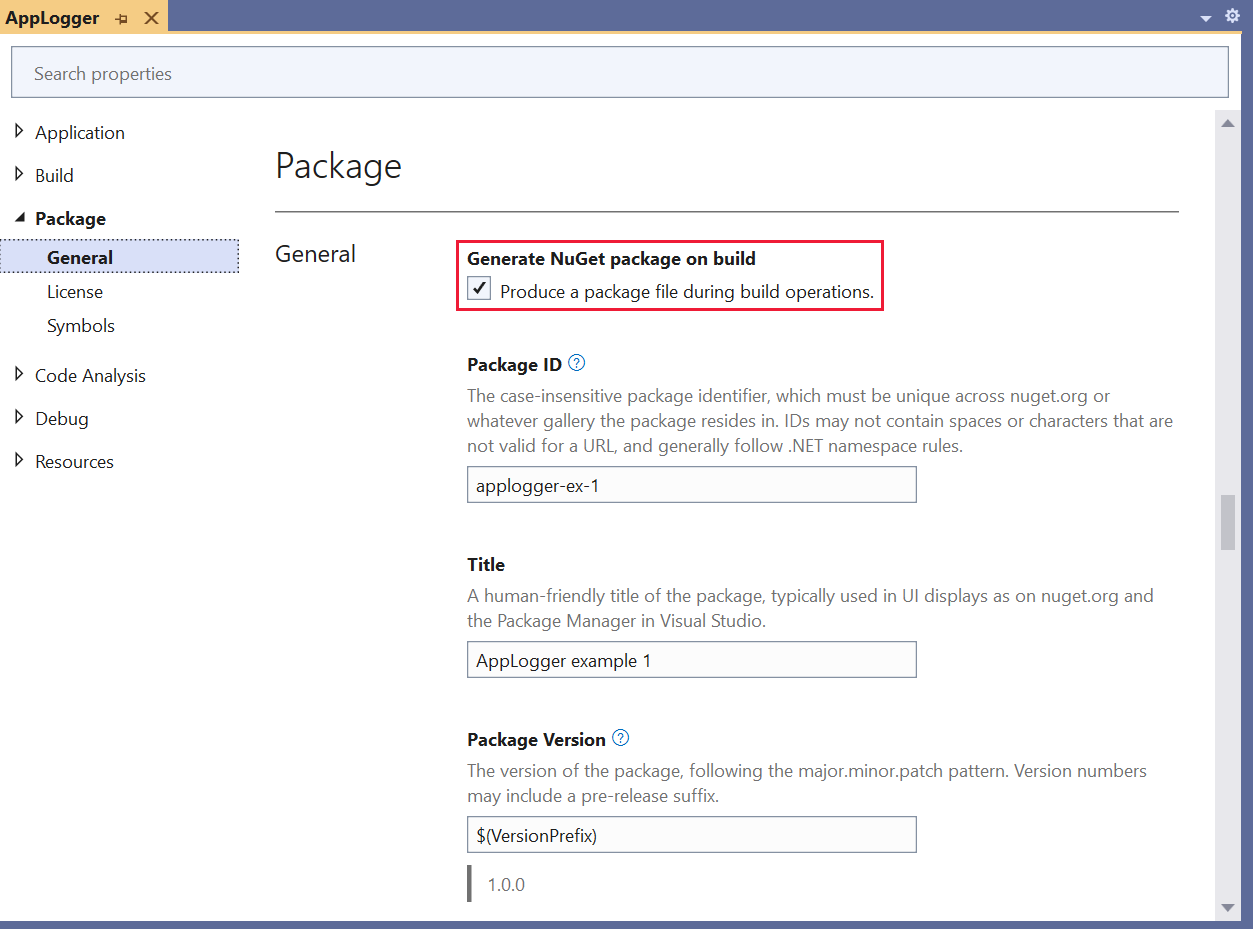 AppLogger
Search properties
Application
Build
Package
General
License
Symbols
Code Analysis
Debug
Resources
Package
General
Generate NuGet package on build
Produce a package file during build operations.
Package ID ?
The case-insensitive package identifier, which must be unique across nuget.org or
whatever gallery the package resides in. IDs may not contain spaces or characters that are
not valid for a URL, and generally follow .NET namespace rules.
applogger-ex-1
Title
A human-friendly title of the package, typically used in UI displays as on nuget.org and
the Package Manager in Visual Studio.
AppLogger example 1
Package Version ?
The version of the package, following the major.minor.patch pattern. Version numbers
may include a pre-release suffix.
$(VersionPrefix)
1.0.0